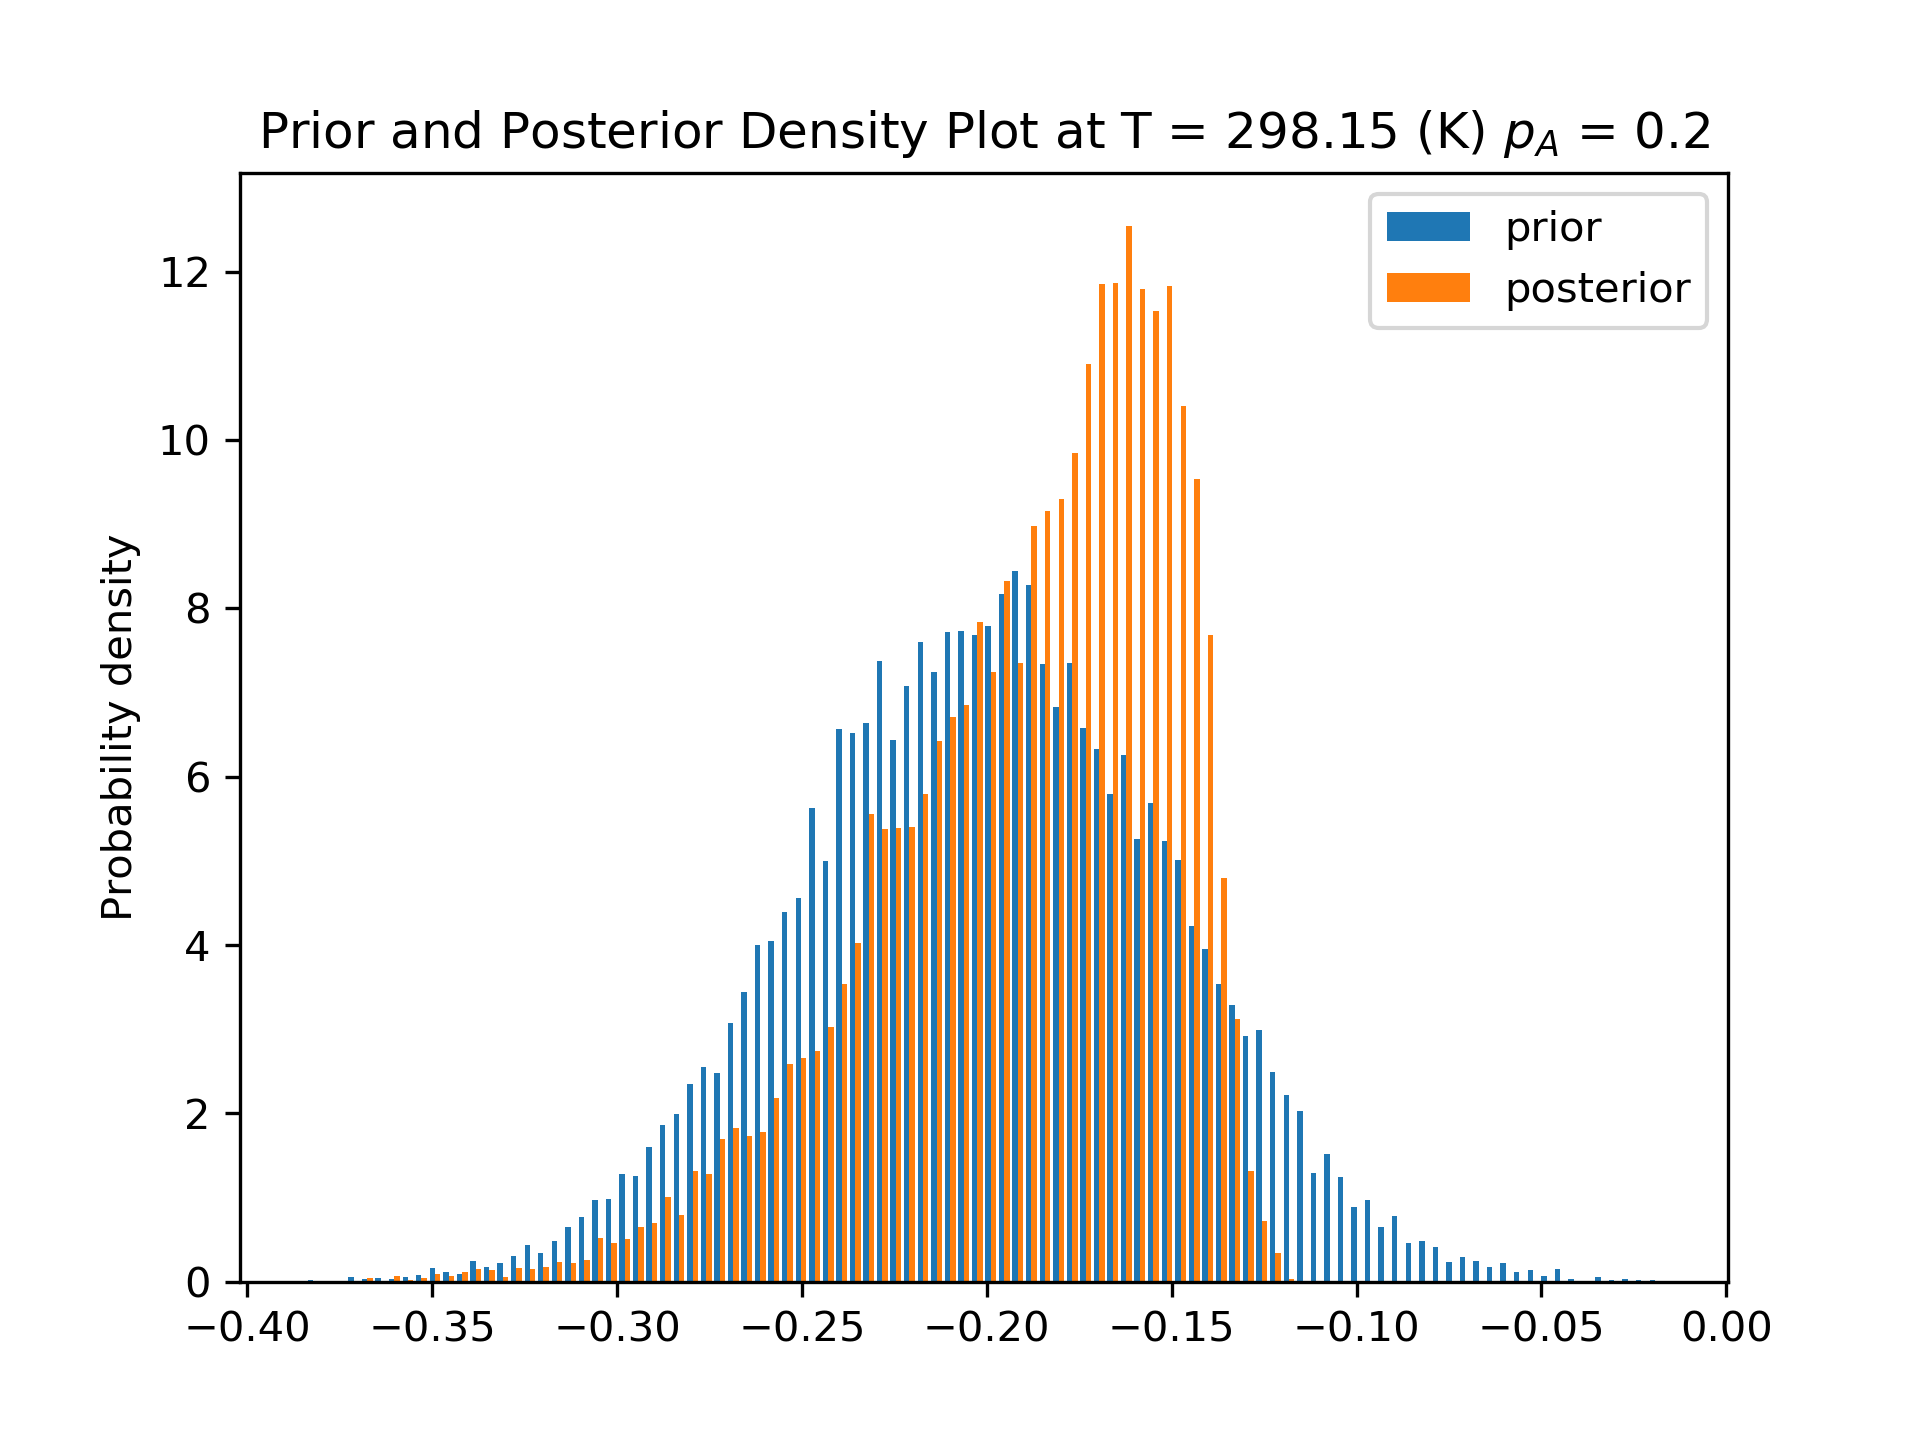 Prior and Posterior Density Plot at T = 298.15 (K) p_A = 0.2
prior
posterior
Probability density
12
10
8
6
4
2
0
−0.40 −0.35 −0.30 −0.25 −0.20 −0.15 −0.10 −0.05 0.00